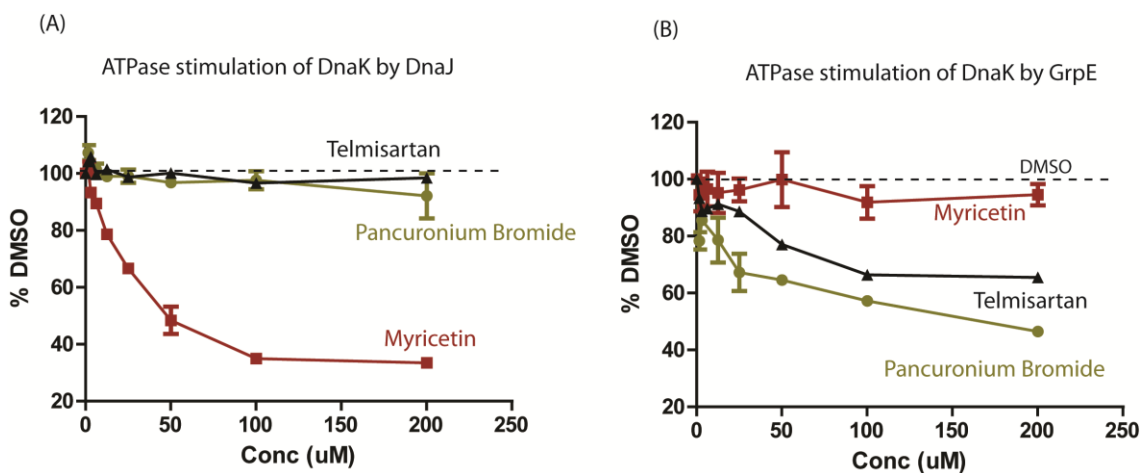 (A)
ATPase stimulation of DnaK by DnaJ
120
100
80
60
40
20
% DMSO
Telmisartan
Pancuronium Bromide
Myricetin
0 50 100 150 200 250
Conc (uM)
(B)
ATPase stimulation of DnaK by GrpE
120
100
80
60
40
20
% DMSO
DMSO
Myricetin
Telmisartan
Pancuronium Bromide
0 50 100 150 200 250
Conc (uM)